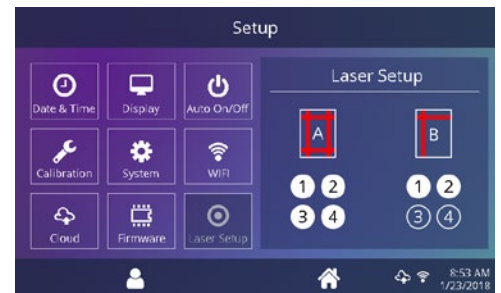 Setup
Date & Time
Display
Auto On/Off
Calibration
System
WIFI
Cloud
Firmware
Laser Setup
Laser Setup
A
B
1 2
1 2
3 4
3 4
8:53 AM
1/23/2018